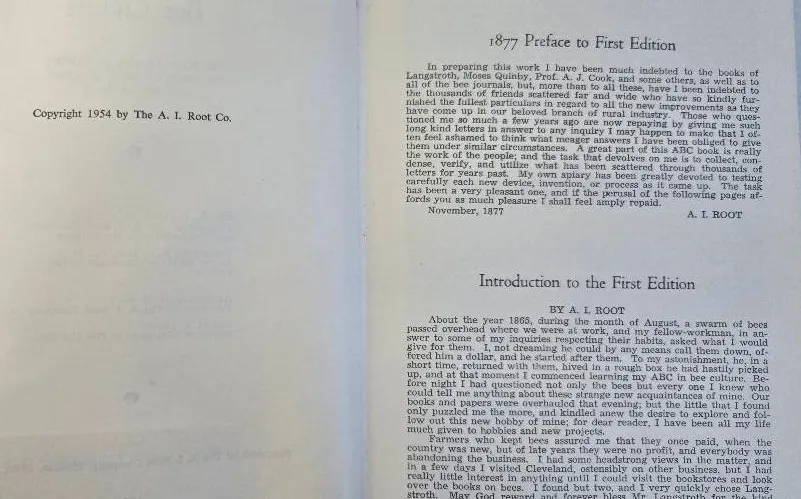 Copyright 1954 by The A. I. Root Co.
1877 Preface to First Edition
In preparing this work I have been much indebted to the books of
Langstroth, Moses Quinby, Prof. A. J. Cook, and some others, as well as to
all of the bee journals, but, more than to all these, have I been indebted to
the thousands of friends scattered far and wide who have so kindly fur-
nished the fullest particulars in regard to all the new improvements as they
have come up in our beloved branch of rural industry. Those who ques-
tioned me so much a few years ago are now repaying by giving me such
long kind letters in answer to any inquiry I may happen to make that I of-
ten feel ashamed to think what meager answers I have been obliged to give
them under similar circumstances. A great part of this ABC book is really
the work of the people; and the task that devolves on me is to collect, con-
dense, verify, and utilize what has been scattered through thousands of
letters for years past. My own apiary has been greatly devoted to testing
carefully each new device, invention, or process as it came up. The task
has been a very pleasant one, and if the perusal of the following pages af-
fords you as much pleasure I shall feel amply repaid.
November, 1877 A. I. ROOT
Introduction to the First Edition
BY A. I. ROOT
About the year 1865, during the month of August, a swarm of bees
passed overhead where we were at work, and my fellow-workman, in an-
swer to some of my inquiries respecting their habits, asked what I would
give for them. I, not dreaming he could by any means call them down, of-
fered him a dollar, and he started after them. To my astonishment, he, in a
short time, returned with them, hived in a rough box he had hastily picked
up, and at that moment I commenced learning my ABC in bee culture. Be-
fore night I had questioned not only the bees but every one I knew who
could tell me anything about these strange new acquaintances of mine. Our
books and papers were overhauled that evening; but the little that I found
only puzzled me the more, and kindled anew the desire to explore and fol-
low out this new hobby of mine; for dear reader, I have been all my life
much given to hobbies and new projects.
Farmers who kept bees assured me that they once paid, when the
country was new, but of late years they were no profit, and everybody was
abandoning the business. I had some headstrong views in the matter, and
in a few days I visited Cleveland, ostensibly on other business, but I had
really little interest in anything until I could visit the bookstores and look
over the books on bees. I found but two, and I very quickly chose Lang-
stroth. May God reward and forever bless Mr. Langstroth for the kind